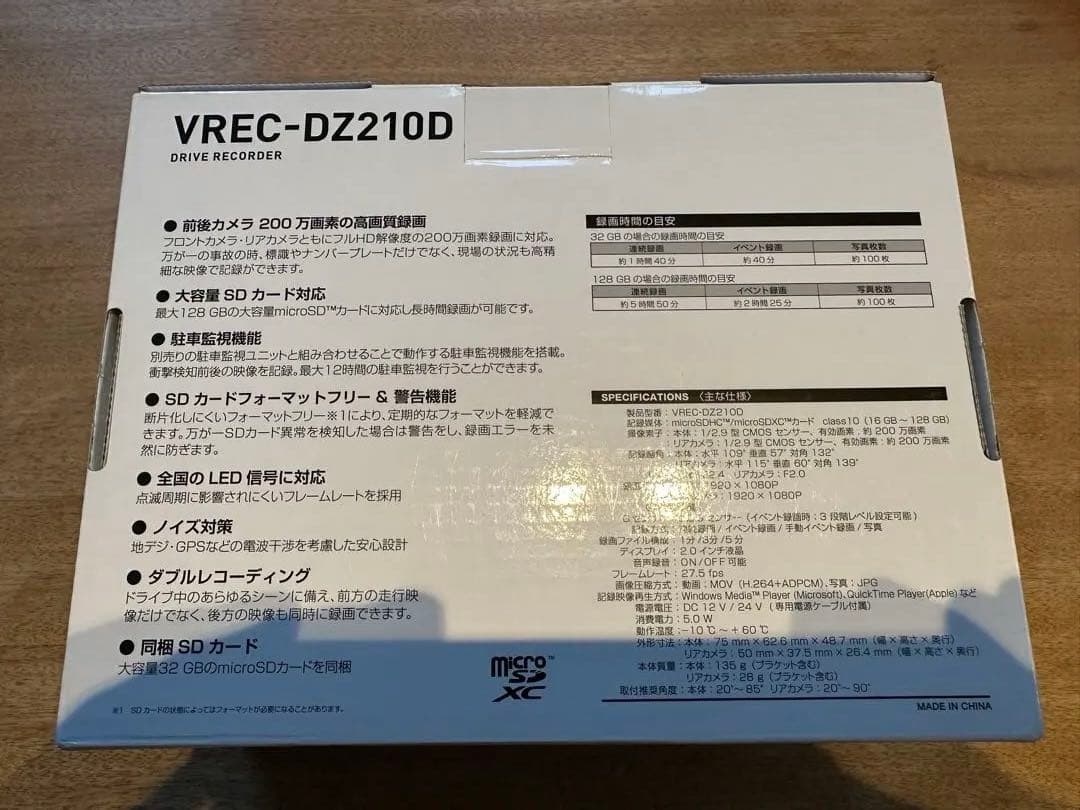 VREC-DZ210D
DRIVE RECORDER
● 前後カメラ 200 万画素の高画質録画
フロントカメラ・リアカメラともにフルHD解像度の200万画素録画に対応。
万が一の事故の時、標識やナンバープレートだけでなく、現場の状況も高精
細な映像で記録ができます。
● 大容量 SD カード対応
最大128 GBの大容量microSD™カードに対応し長時間録画が可能です。
● 駐車監視機能
別売りの駐車監視ユニットと組み合わせることで動作する駐車監視機能を搭載。
衝撃検知前後の映像を記録。最大12時間の駐車監視を行うことができます。
● SD カードフォーマットフリー & 警告機能
断片化しにくいフォーマットフリー※1により、定期的なフォーマットを軽減で
きます。万が一SDカード異常を検知した場合は警告をし、録画エラーを未
然に防ぎます。
● 全国の LED 信号に対応
点滅周期に影響されにくいフレームレートを採用
● ノイズ対策
地デジ・GPSなどの電波干渉を考慮した安心設計
● ダブルレコーディング
ドライブ中のあらゆるシーンに備え、前方の走行映
像だけでなく、後方の映像も同時に録画できます。
● 同梱 SD カード
大容量32 GBのmicroSDカードを同梱
※1 SDカードの状態によってはフォーマットが必要になることがあります。
micro
SD
XC™
録画時間の目安
32 GB の場合の録画時間の目安
連続録画 イベント録画 写真枚数
約1時間40分 約40分 約100枚
128 GB の場合の録画時間の目安
連続録画 イベント録画 写真枚数
約5時間50分 約2時間25分 約100枚
SPECIFICATIONS 〈主な仕様〉
製品型番：VREC-DZ210D
記録媒体：microSDHC™/microSDXC™カード class10 (16 GB～128 GB)
撮像素子：本体：1/2.9 型 CMOS センサー、有効画素：約 200 万画素
リアカメラ：1/2.9 型 CMOS センサー、有効画素：約 200 万画素
記録画角：本体：水平 109° 垂直 57° 対角 132°
リアカメラ：水平 115° 垂直 60° 対角 139°
2.4 リアカメラ：F2.0
1920 × 1080P
ラ：1920 × 1080P
センサー (イベント録画時：3 段階レベル設定可能)
記録方式：連続録画 / イベント録画 / 手動イベント録画 / 写真
録画ファイル構成：1分/3分/5分
ディスプレイ：2.0 インチ液晶
音声録音：ON/OFF可能
フレームレート：27.5 fps
画像圧縮方式：動画：MOV (H.264+ADPCM)、写真：JPG
記録映像再生方式：Windows Media™ Player (Microsoft)、QuickTime Player(Apple) など
電源電圧：DC 12 V / 24 V (専用電源ケーブル付属)
消費電力：5.0 W
動作温度：-10 ℃ ～ + 60 ℃
外形寸法：本体：75 mm × 62.6 mm × 48.7 mm (幅 × 高さ × 奥行)
リアカメラ：50 mm × 37.5 mm × 26.4 mm (幅 × 高さ × 奥行)
本体質量：本体：135 g (ブラケット含む)
リアカメラ：28 g (ブラケット含む)
取付推奨角度：本体：20°～ 85° リアカメラ：20°～ 90°
MADE IN CHINA